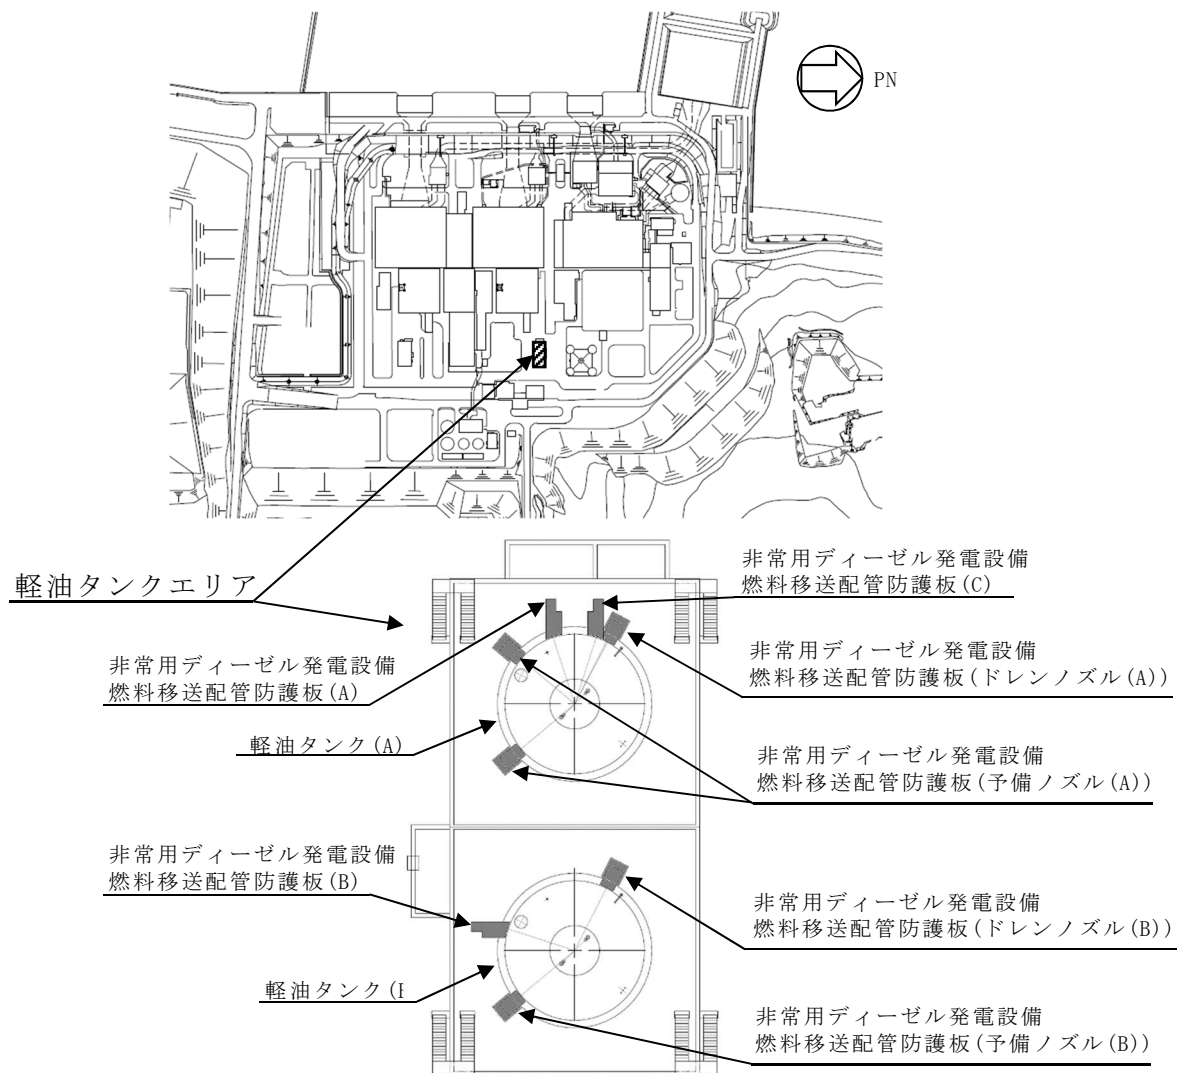 PN
軽油タンクエリア
非常用ディーゼル発電設備
燃料移送配管防護板(C)
非常用ディーゼル発電設備
燃料移送配管防護板(A)
非常用ディーゼル発電設備
燃料移送配管防護板(ドレンノズル(A))
軽油タンク(A)
非常用ディーゼル発電設備
燃料移送配管防護板(予備ノズル(A))
非常用ディーゼル発電設備
燃料移送配管防護板(B)
非常用ディーゼル発電設備
燃料移送配管防護板(ドレンノズル(B))
軽油タンク(
非常用ディーゼル発電設備
燃料移送配管防護板(予備ノズル(B))